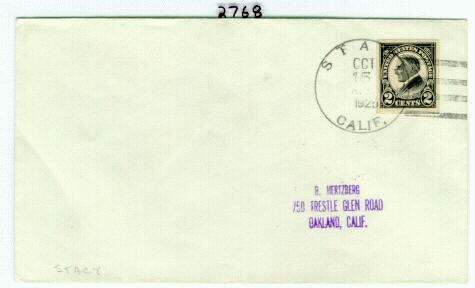 2768
STA
OCT
15
1925
CALIF.
UNITED STATES POSTAGE
2 CENTS 2
B. HERTZBERG
750 TRESTLE GLEN ROAD
OAKLAND, CALIF.
STACY